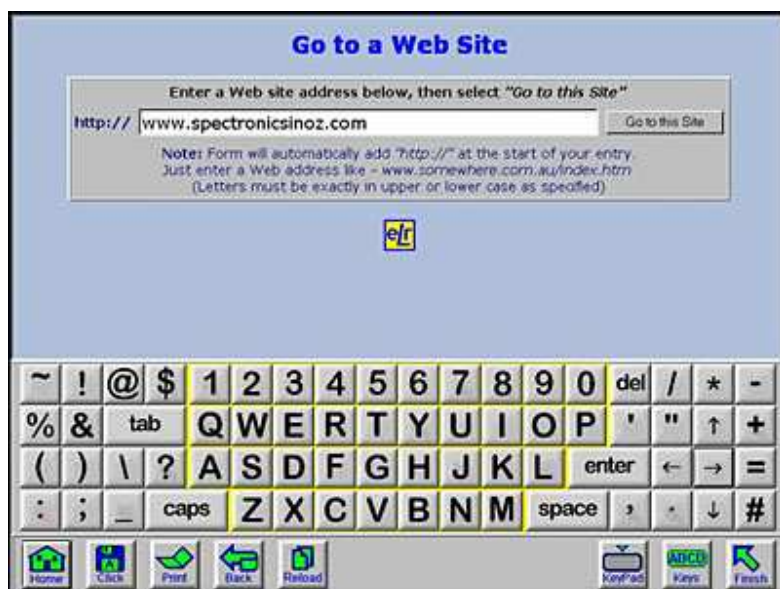 Go to a Web Site
Enter a Web site address below, then select "Go to this Site"
http:// www.spectronicsinoz.com Go to this Site
Note: Form will automatically add "http://" at the start of your entry.
Just enter a Web address like - www.somewhere.com.au/index.htm
(Letters must be exactly in upper or lower case as specified)
elr
~ ! @ $ 1 2 3 4 5 6 7 8 9 0 del / * -
% & tab Q W E R T Y U I O P ' " ↑ +
( ) \ ? A S D F G H J K L enter ← → =
: ; _ caps Z X C V B N M space , . ↓ #
Home Click Print Back Reload KeyPad Keys Finish
ABCD